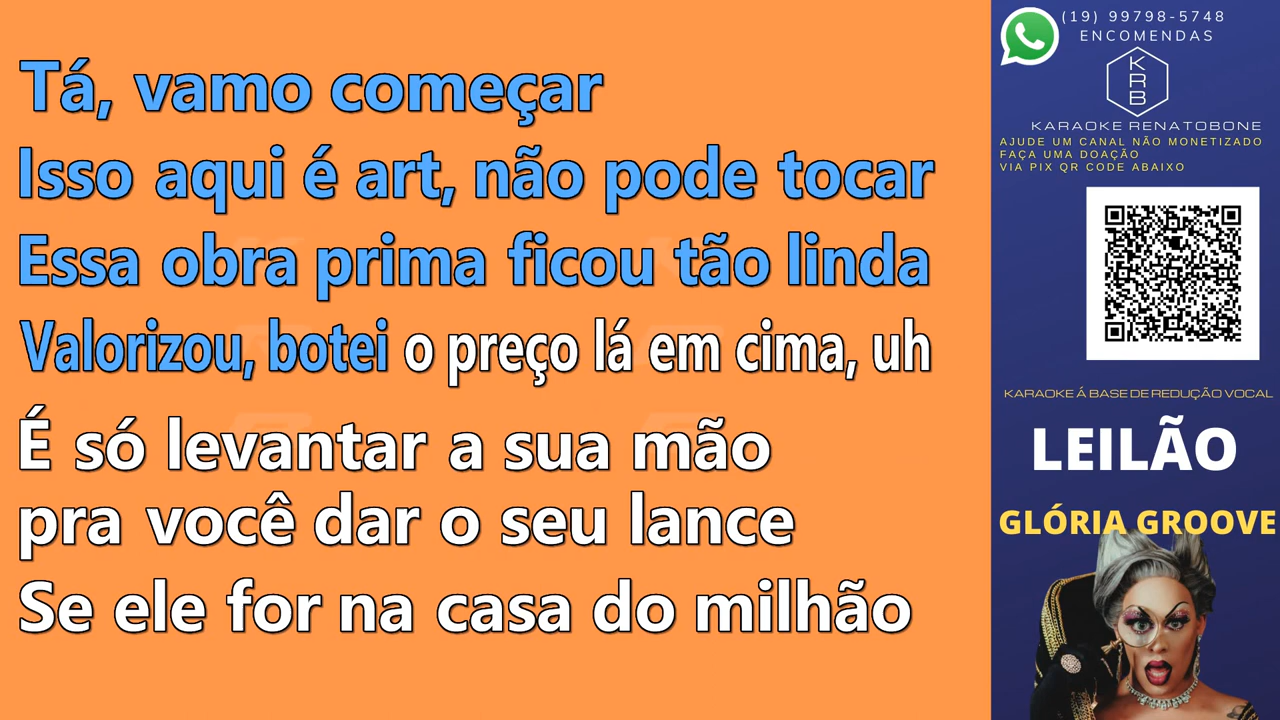 Tá, vamo começar
Isso aqui é art, não pode tocar
Essa obra prima ficou tão linda
Valorizou, botei o preço lá em cima, uh
É só levantar a sua mão
pra você dar o seu lance
Se ele for na casa do milhão
(19) 99798-5748
ENCOMENDAS
K
R
B
KARAOKE RENATOBONE
AJUDE UM CANAL NÃO MONETIZADO
FAÇA UMA DOAÇÃO
VIA PIX QR CODE ABAIXO
KARAOKE Á BASE DE REDUÇÃO VOCAL
LEILÃO
GLÓRIA GROOVE